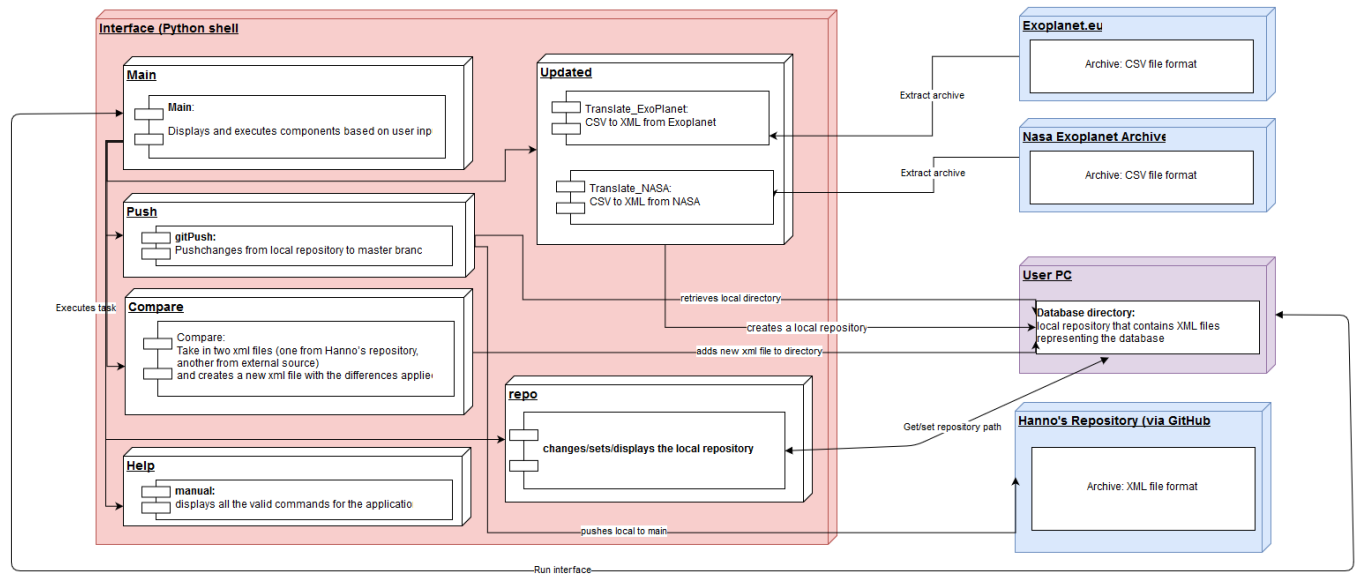 Interface (Python shell
Main
Main:
Displays and executes components based on user inp
Push
gitPush:
Pushchanges from local repository to master branc
Executes task
Compare
Compare:
Take in two xml files (one from Hanno's repository,
another from external source)
and creates a new xml file with the differences applie
Help
manual:
displays all the valid commands for the applicatio
Updated
Translate_ExoPlanet:
CSV to XML from Exoplanet
Translate_NASA:
CSV to XML from NASA
retrieves local directory
creates a local repository
adds new xml file to directory
repo
changes/sets/displays the local repository
pushes local to main
Run interface
Extract archive
Extract archive
Get/set repository path
Exoplanet.eu
Archive: CSV file format
Nasa Exoplanet Archive
Archive: CSV file format
User PC
Database directory:
local repository that contains XML files
representing the database
Hanno's Repository (via GitHub
Archive: XML file format